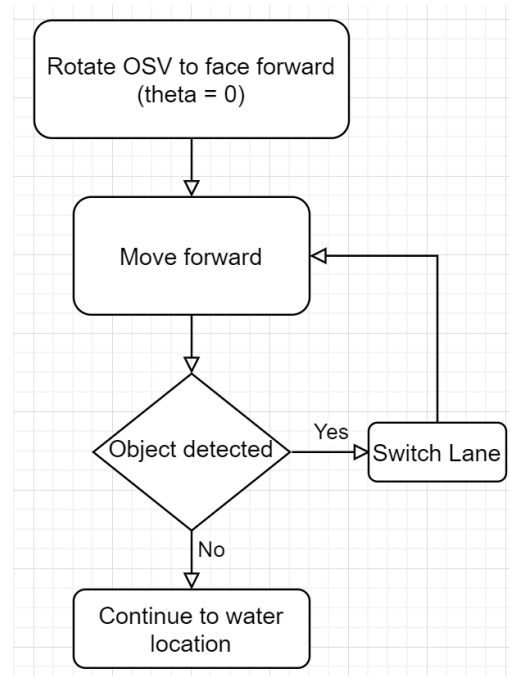 Rotate OSV to face forward
(theta = 0)
Move forward
Object detected
Yes
Switch Lane
No
Continue to water
location